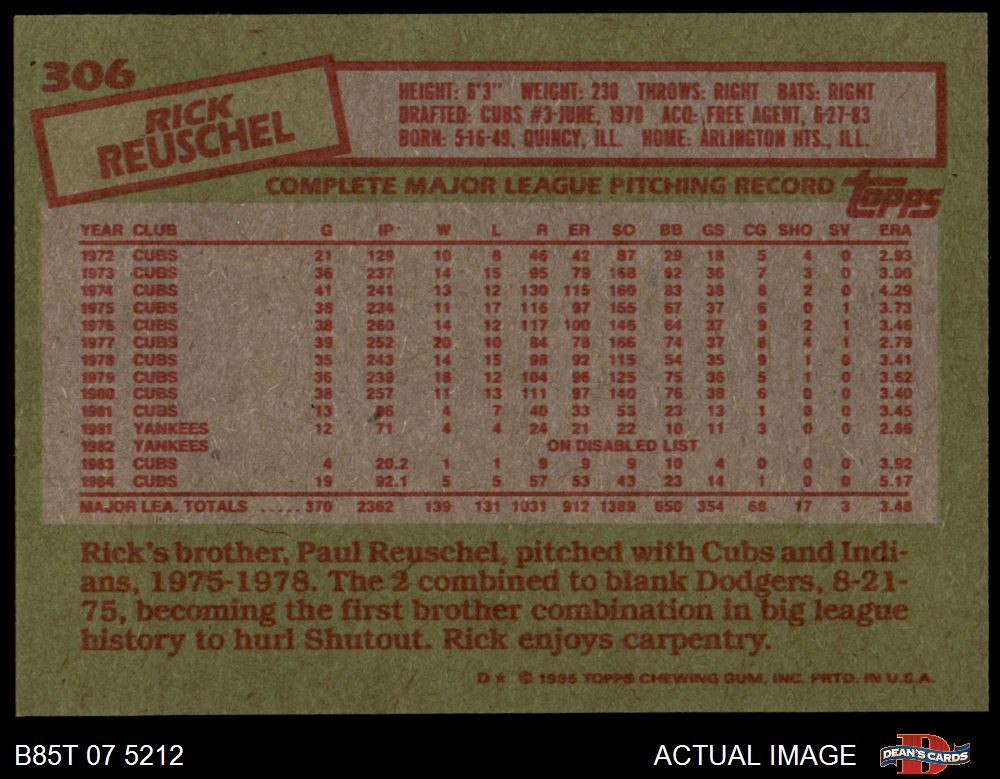 306
RICK
REUSCHEL
HEIGHT: 6'3" WEIGHT: 230 THROWS: RIGHT BATS: RIGHT
DRAFTED: CUBS #3-JUNE, 1970 ACQ: FREE AGENT, 6-27-83
BORN: 5-16-49, QUINCY, ILL. HOME: ARLINGTON HTS., ILL.
COMPLETE MAJOR LEAGUE PITCHING RECORD topps
YEAR CLUB G IP W L R ER SO BB GS CG SHO SV ERA
1972 CUBS 21 129 10 8 46 42 87 29 18 5 4 0 2.93
1973 CUBS 36 237 14 15 95 79 168 62 36 7 3 0 3.00
1974 CUBS 41 241 13 12 130 115 160 83 38 8 2 0 4.29
1975 CUBS 38 234 11 17 116 97 155 67 37 6 0 1 3.73
1976 CUBS 38 260 14 12 117 100 146 64 37 9 2 1 3.46
1977 CUBS 39 252 20 10 84 78 166 74 37 8 4 1 2.79
1978 CUBS 35 243 14 15 98 92 115 54 35 9 1 0 3.41
1979 CUBS 36 239 18 12 104 96 125 75 36 5 1 0 3.62
1980 CUBS 38 257 11 13 111 97 140 76 38 6 0 0 3.40
1981 CUBS 13 86 4 7 40 33 53 23 13 1 0 0 3.45
1981 YANKEES 12 71 4 4 24 21 22 10 11 3 0 0 2.66
1982 YANKEES ON DISABLED LIST
1983 CUBS 4 20.2 1 1 9 9 9 10 4 0 0 0 3.92
1984 CUBS 19 92.1 5 5 57 53 43 23 14 1 0 0 5.17
MAJOR LEA. TOTALS ..... 370 2362 139 131 1031 912 1389 650 354 68 17 3 3.48
Rick's brother, Paul Reuschel, pitched with Cubs and Indi-
ans, 1975-1978. The 2 combined to blank Dodgers, 8-21-
75, becoming the first brother combination in big league
history to hurl Shutout. Rick enjoys carpentry.
D* © 1985 TOPPS CHEWING GUM, INC. PRTD. IN U.S.A.
B85T 07 5212 ACTUAL IMAGE DEAN'S CARDS